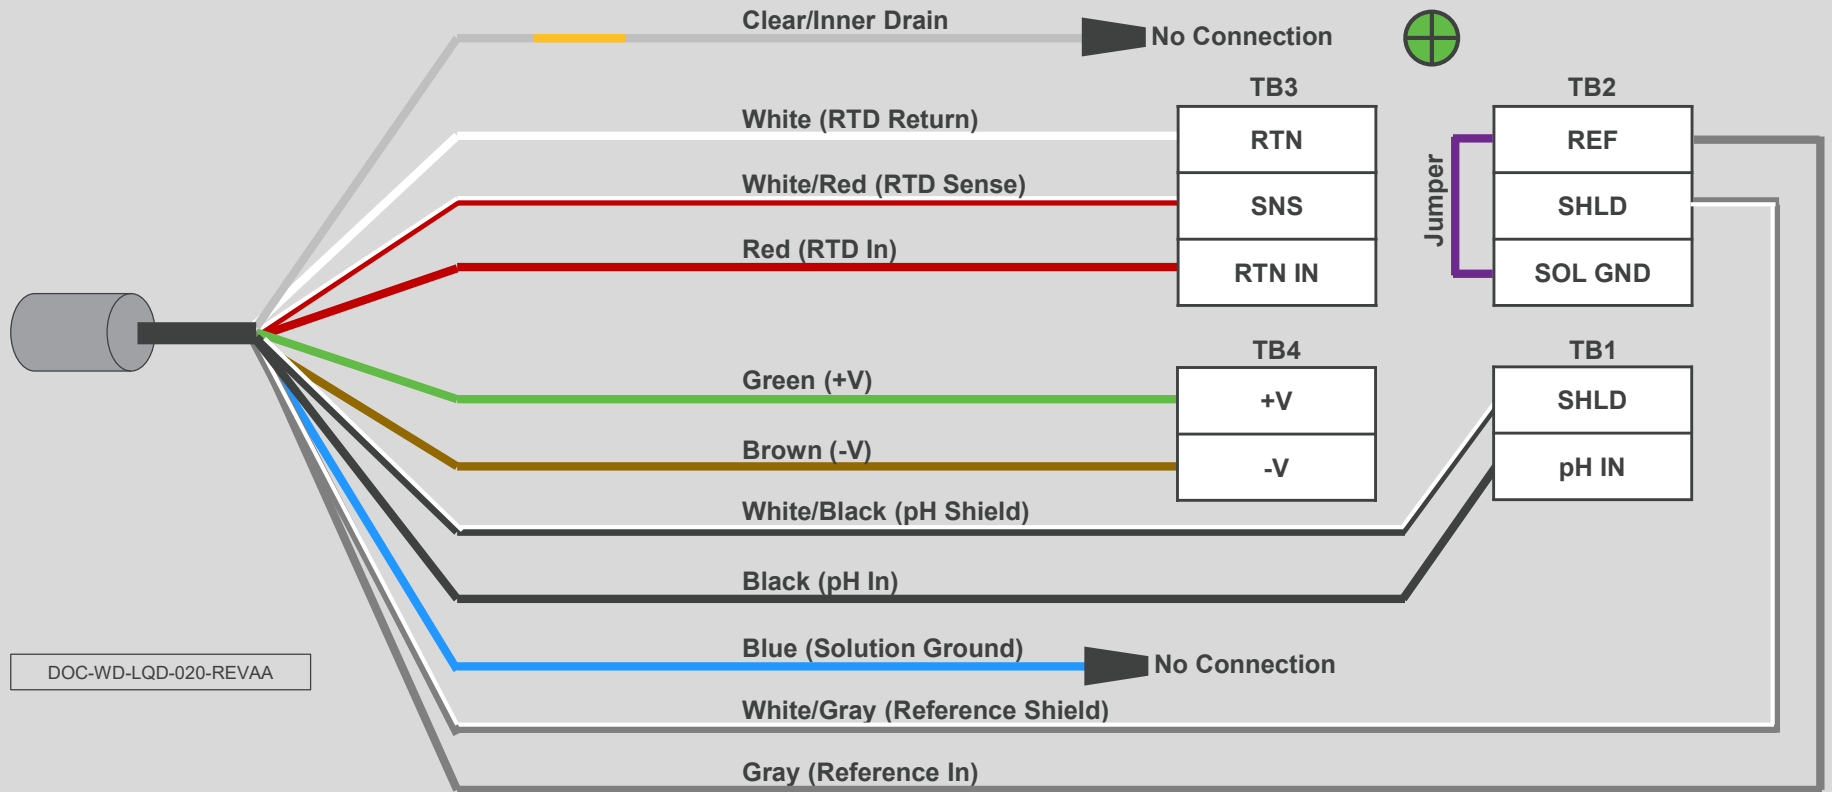 Clear/Inner Drain
No Connection
TB3
TB2
White (RTD Return)
RTN
REF
Jumper
White/Red (RTD Sense)
SNS
SHLD
Red (RTD In)
RTN IN
SOL GND
TB4
TB1
Green (+V)
+V
SHLD
Brown (-V)
-V
pH IN
White/Black (pH Shield)
Black (pH In)
Blue (Solution Ground)
No Connection
DOC-WD-LQD-020-REVAA
White/Gray (Reference Shield)
Gray (Reference In)